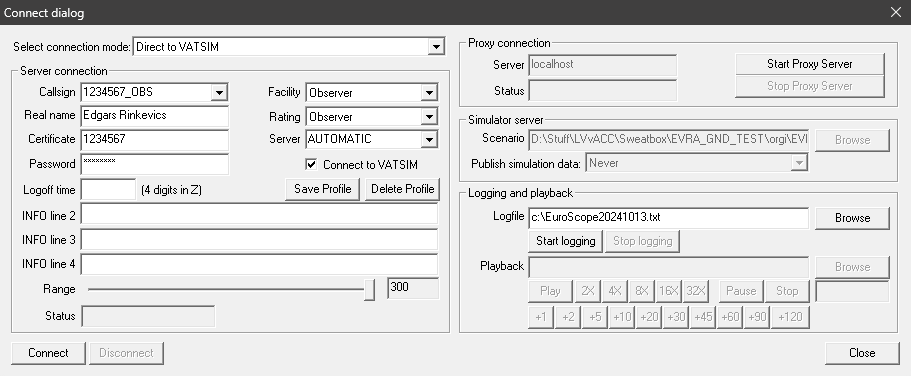 Connect dialog
Select connection mode: Direct to VATSIM
Server connection
Callsign 1234567_OBS Facility Observer
Real name Edgars Rinkevics Rating Observer
Certificate 1234567 Server AUTOMATIC
Password ******** Connect to VATSIM
Logoff time (4 digits in Z) Save Profile Delete Profile
INFO line 2
INFO line 3
INFO line 4
Range 300
Status
Connect Disconnect
Proxy connection
Server localhost Start Proxy Server
Status Stop Proxy Server
Simulator server
Scenario D:\Stuff\LVvACC\Sweatbox\EVRA_GND_TEST\orgi\EVI Browse
Publish simulation data: Never
Logging and playback
Logfile c:\EuroScope20241013.txt Browse
Start logging Stop logging
Playback Browse
Play 2X 4X 8X 16X 32X Pause Stop
+1 +2 +5 +10 +20 +30 +45 +60 +90 +120
Close